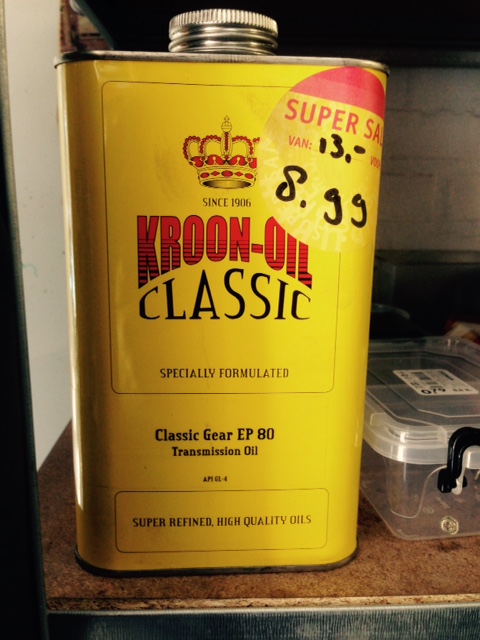 SUPER SA
VAN: 13,-
8.99
SINCE 1906
KROON-OIL
CLASSIC
SPECIALLY FORMULATED
Classic Gear EP 80
Transmission Oil
API GL-4
SUPER REFINED, HIGH QUALITY OILS